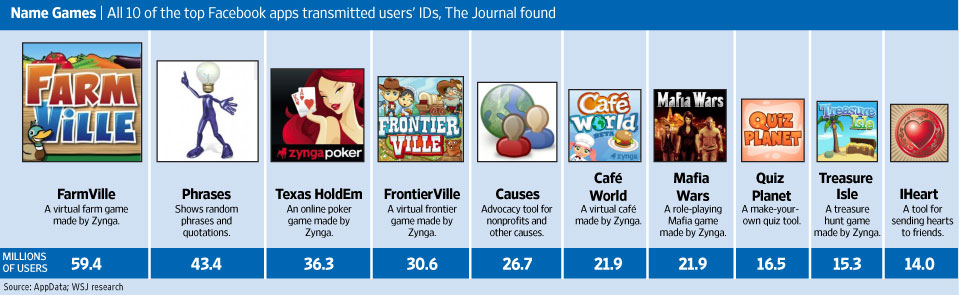 Name Games | All 10 of the top Facebook apps transmitted users' IDs, The Journal found
FARM
VILLE
zynga poker
FRONTIER
VILLE
Café
World
BETA
zynga
MAFIA WARS
QUIZ
PLANET
Treasure
Isle
FarmVille
A virtual farm game
made by Zynga.
Phrases
Shows random
phrases and
quotations.
Texas HoldEm
An online poker
game made by
Zynga.
FrontierVille
A virtual frontier
game made by
Zynga.
Causes
Advocacy tool for
nonprofits and
other causes.
Café
World
A virtual café
made by Zynga.
Mafia
Wars
A role-playing
Mafia game
made by Zynga.
Quiz
Planet
A make-your-
own quiz tool.
Treasure
Isle
A treasure
hunt game
made by Zynga.
IHeart
A tool for
sending hearts
to friends.
MILLIONS
OF USERS
59.4
43.4
36.3
30.6
26.7
21.9
21.9
16.5
15.3
14.0
Source: AppData; WSJ research